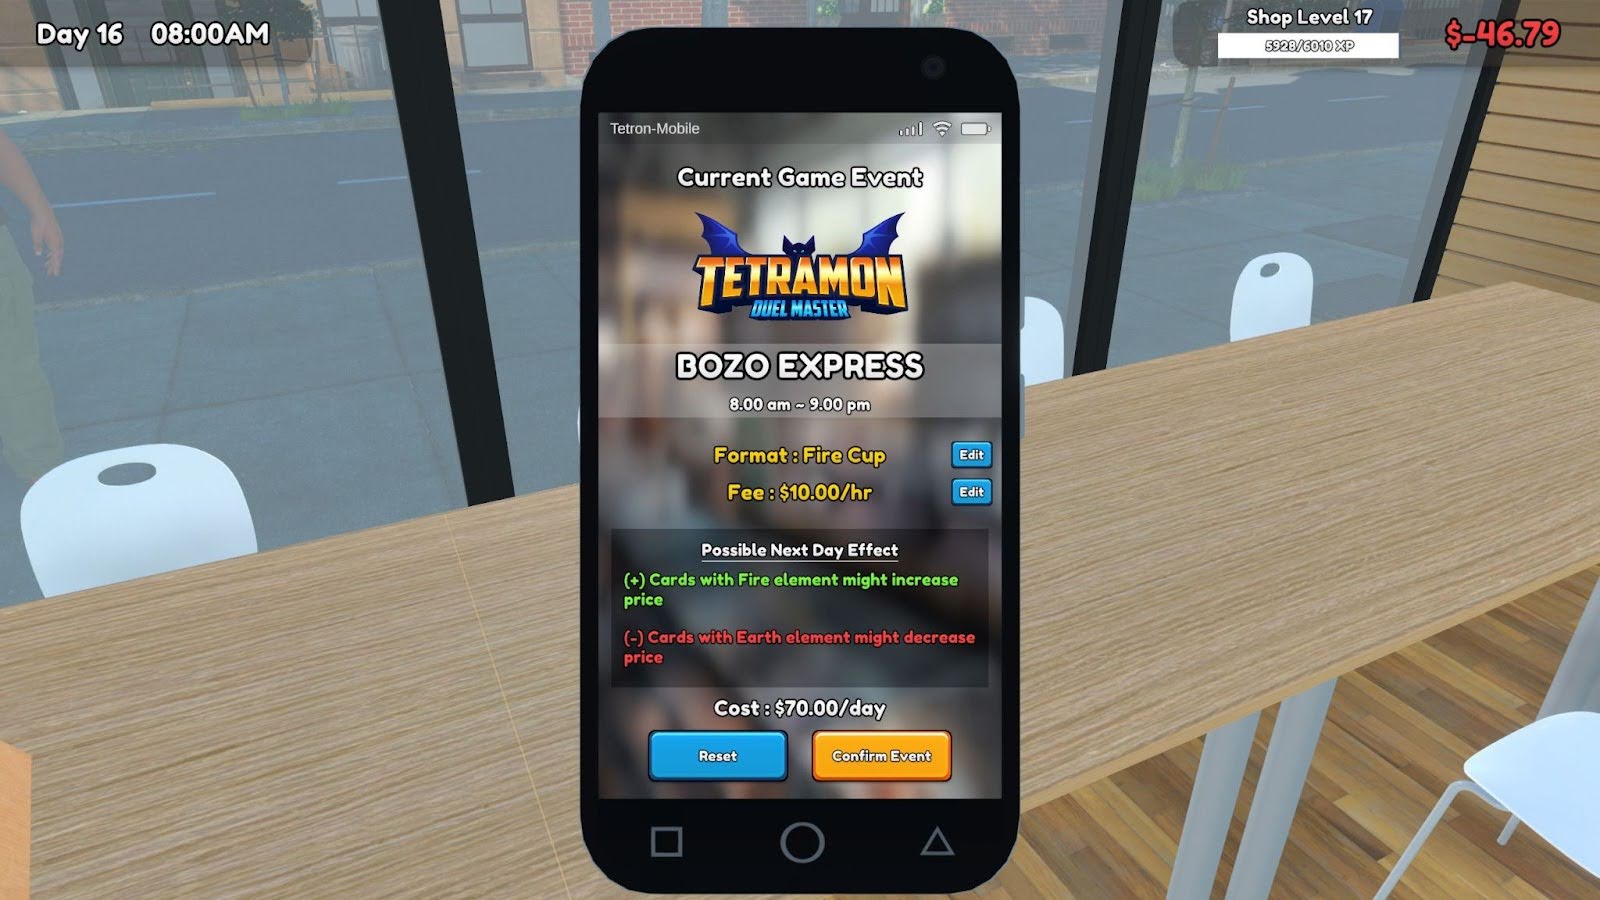 Day 16 08:00AM
Shop Level 17
5928/6010 XP
$-46.79
Tetron-Mobile
Current Game Event
TETRAMON
DUEL MASTER
BOZO EXPRESS
8.00 am ~ 9.00 pm
Format : Fire Cup
Edit
Fee : $10.00/hr
Edit
Possible Next Day Effect
(+) Cards with Fire element might increase
price
(-) Cards with Earth element might decrease
price
Cost : $70.00/day
Reset
Confirm Event